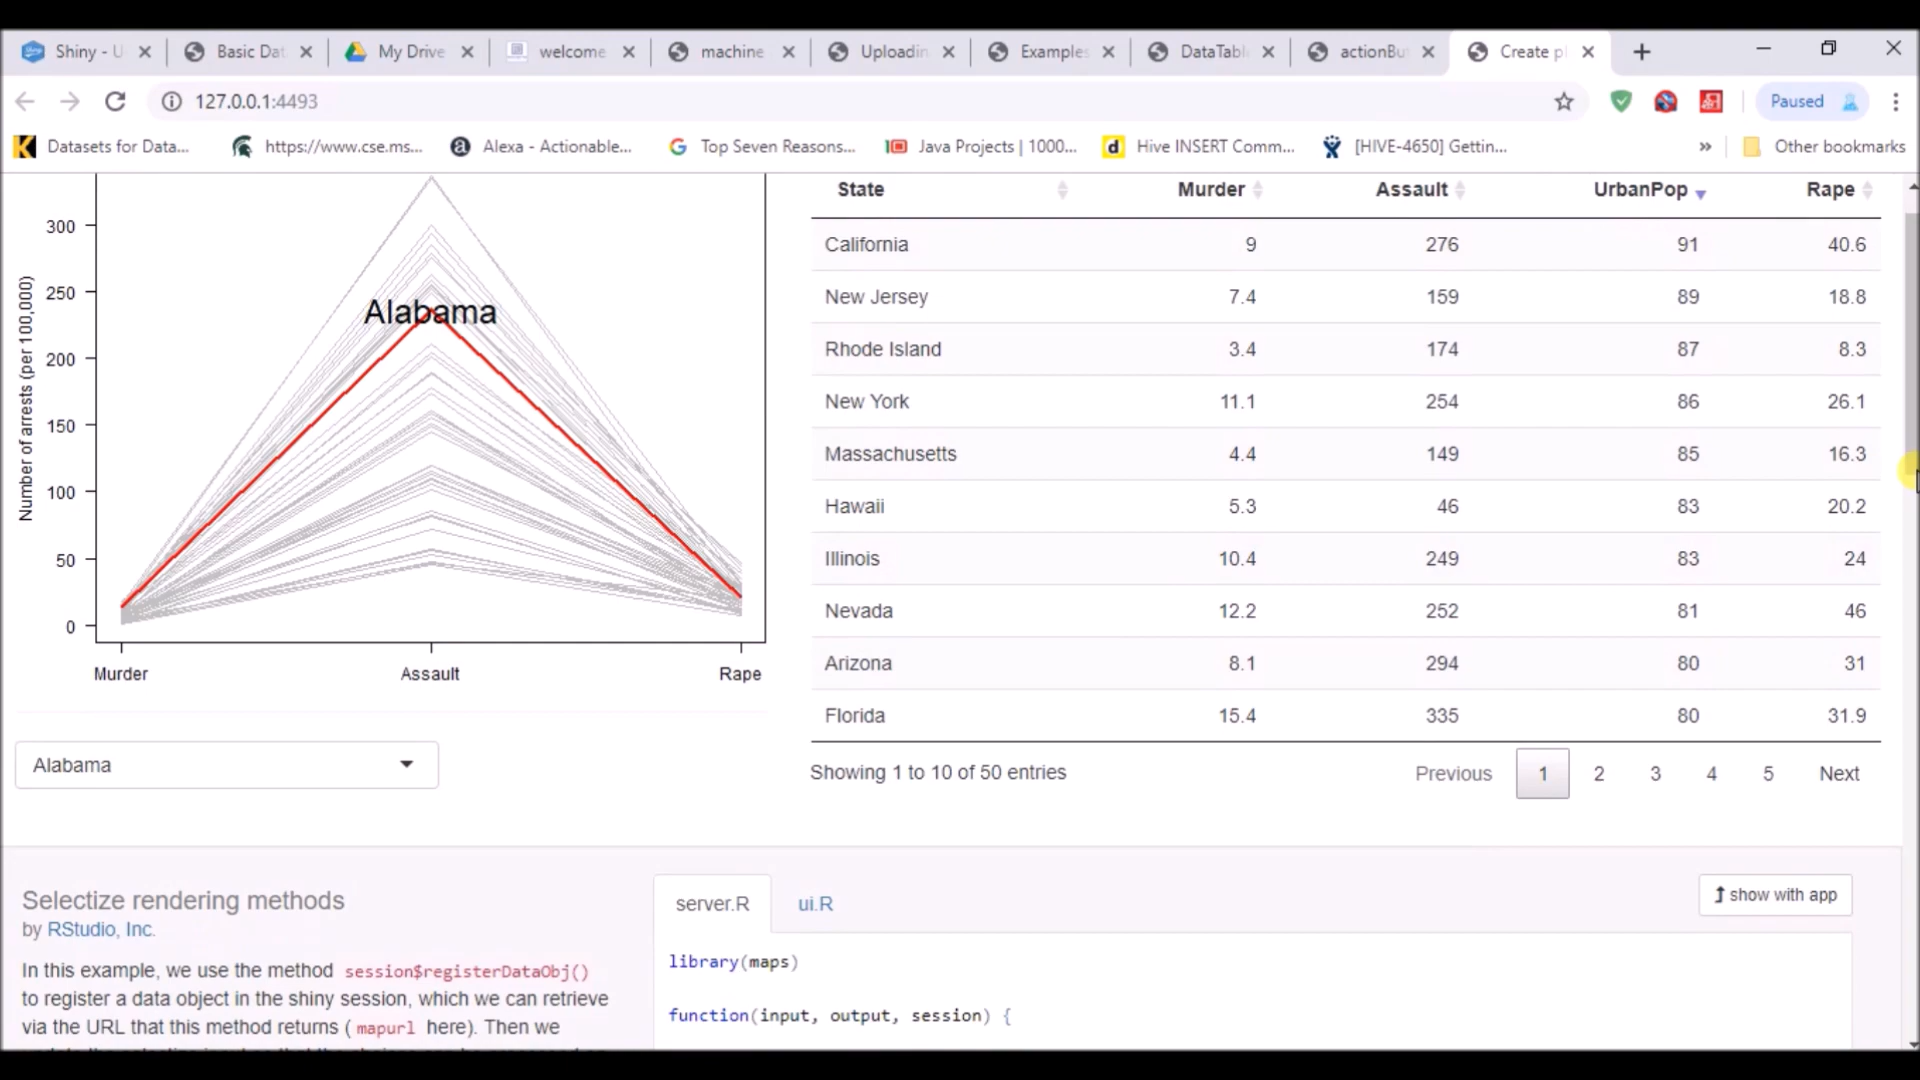 Shiny - U
Basic Dat
My Drive
welcome
machine
Uploadin
Examples
DataTabl
actionBu
Create pl
127.0.0.1:4493
Paused
Datasets for Data...
https://www.cse.ms...
Alexa - Actionable...
Top Seven Reasons...
Java Projects | 1000...
Hive INSERT Comm...
[HIVE-4650] Gettin...
»
Other bookmarks
Number of arrests (per 100,000)
300
250
200
150
100
50
0
Alabama
Murder Assault Rape
Alabama
State Murder Assault UrbanPop Rape
California 9 276 91 40.6
New Jersey 7.4 159 89 18.8
Rhode Island 3.4 174 87 8.3
New York 11.1 254 86 26.1
Massachusetts 4.4 149 85 16.3
Hawaii 5.3 46 83 20.2
Illinois 10.4 249 83 24
Nevada 12.2 252 81 46
Arizona 8.1 294 80 31
Florida 15.4 335 80 31.9
Showing 1 to 10 of 50 entries
Previous 1 2 3 4 5 Next
Selectize rendering methods
by RStudio, Inc.
In this example, we use the method session$registerDataObj()
to register a data object in the shiny session, which we can retrieve
via the URL that this method returns ( mapurl here). Then we
server.R ui.R
show with app
library(maps)
function(input, output, session) {